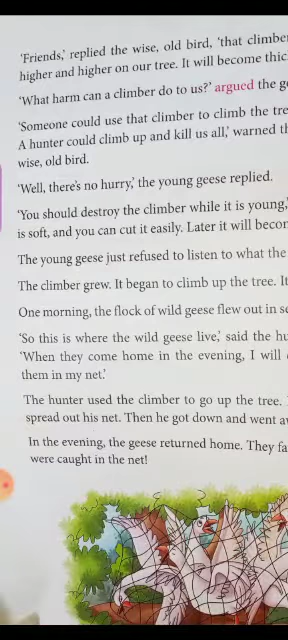 ‘Friends,’ replied the wise, old bird, ‘that
higher and higher on our tree. It will become
‘What harm can a climber do to us?’ argued the
‘Someone could use that climber to climb the
A hunter could climb up and kill us all,’ warned
wise, old bird.
‘Well, there’s no hurry,’ the young geese replied.
‘You should destroy the climber while it is young,
is soft, and you can cut it easily. Later it will
The young geese just refused to listen to what the
The climber grew. It began to climb up the tree.
One morning, the flock of wild geese flew out in
‘So this is where the wild geese live,’ said the
‘When they come home in the evening, I will
them in my net.’
The hunter used the climber to go up the tree.
spread out his net. Then he got down and went
In the evening, the geese returned home. They
were caught in the net!